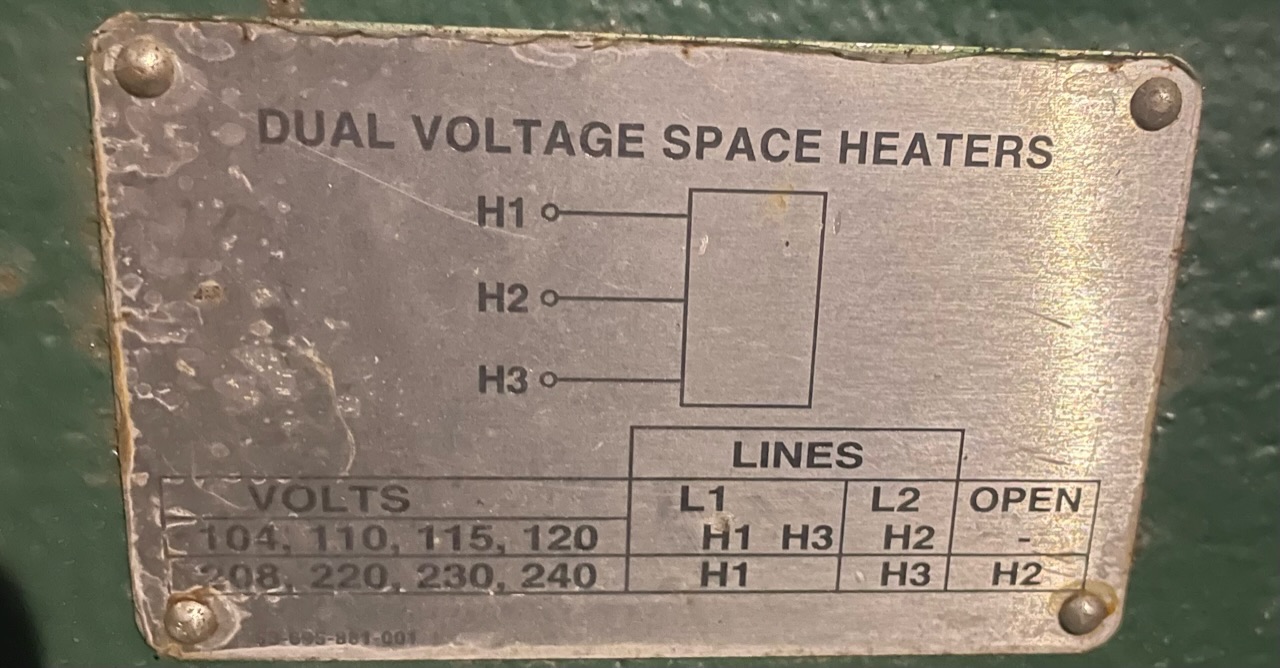 DUAL VOLTAGE SPACE HEATERS
H1
H2
H3
LINES
VOLTS L1 L2 OPEN
104, 110, 115, 120 H1 H3 H2 -
208, 220, 230, 240 H1 H3 H2